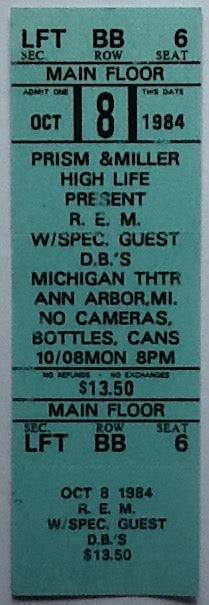 LFT BB 6
SEC. ROW SEAT
MAIN FLOOR
ADMIT ONE THIS DATE
OCT 8 1984
PRISM &MILLER
HIGH LIFE
PRESENT
R. E. M.
W/SPEC. GUEST
D.B.'S
MICHIGAN THTR
ANN ARBOR,MI.
NO CAMERAS,
BOTTLES, CANS
10/08MON 8PM
NO REFUNDS - NO EXCHANGES
$13.50
MAIN FLOOR
SEC. ROW SEAT
LFT BB 6
OCT 8 1984
R. E. M.
W/SPEC. GUEST
D.B.'S
$13.50